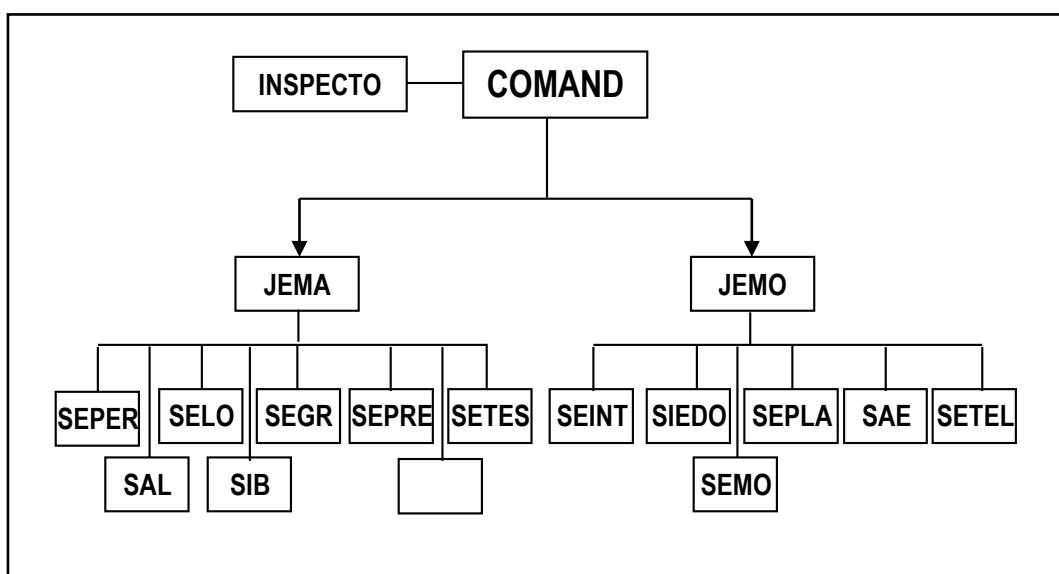 INSPECTO
COMAND
JEMA
JEMO
SEPER
SELO
SEGR
SEPRE
SETES
SEINT
SIEDO
SEPLA
SAE
SETEL
SAL
SIB
SEMO